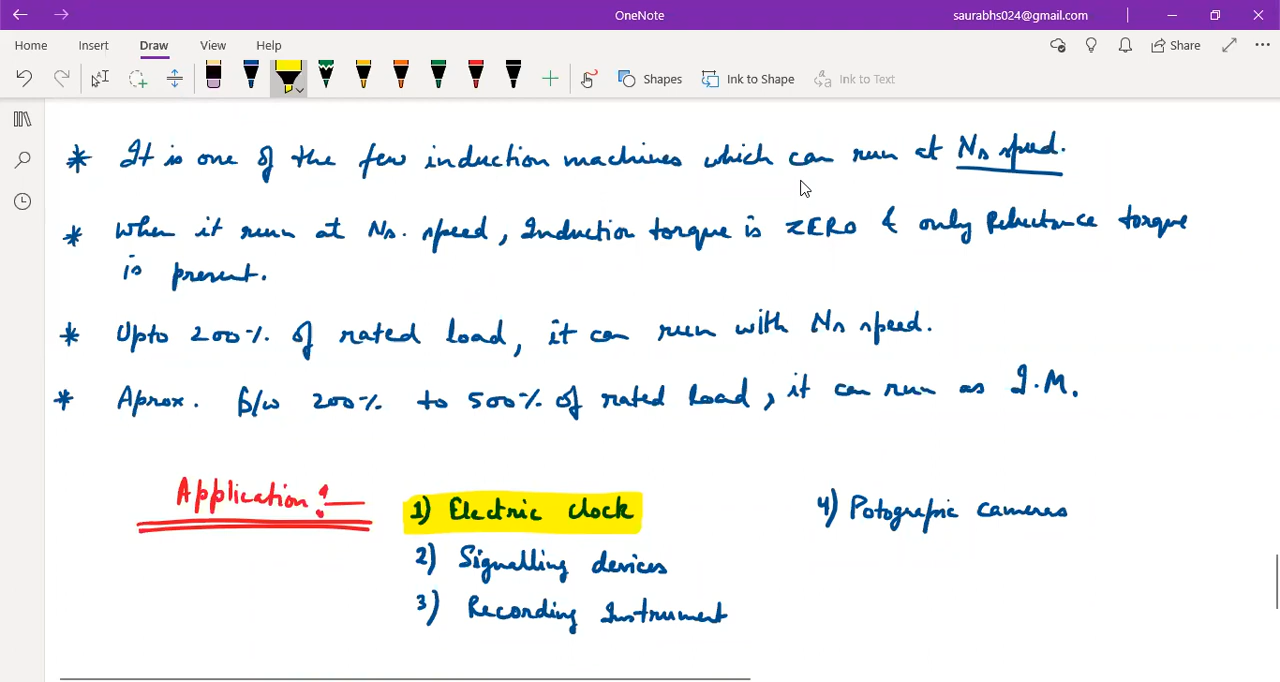 OneNote
saurabhs024@gmail.com
Home Insert Draw View Help
Share
Shapes Ink to Shape Ink to Text
* It is one of the few induction machines which can run at Ns speed.
* When it runn at Ns. speed, Induction torque is ZERO & only Reluctance torque
is present.
* Upto 200% of rated load, it can run with Ns speed.
* Aprox. b/w 200% to 500% of rated load, it can run as I.M.
Application:-
1) Electric clock
2) Signalling devices
3) Recording Instrument
4) Potografic cameras